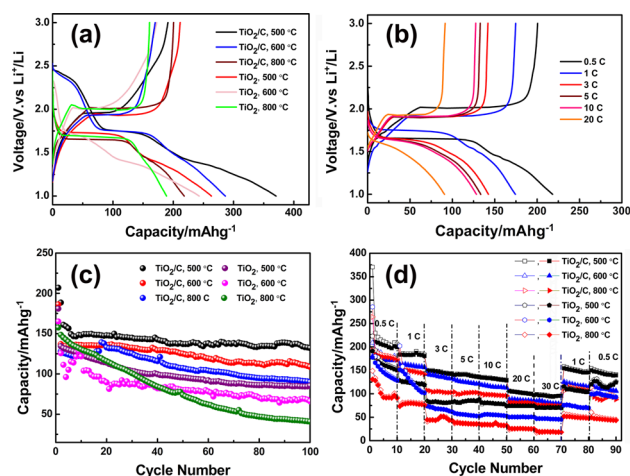 (a)
TiO2/C, 500 °C
TiO2/C, 600 °C
TiO2/C, 800 °C
TiO2, 500 °C
TiO2, 600 °C
TiO2, 800 °C
Voltage/V.vs Li+/Li
3.0
2.5
2.0
1.5
1.0
0 100 200 300 400
Capacity/mAhg-1
(b)
0.5 C
1 C
3 C
5 C
10 C
20 C
Voltage/V.vs Li+/Li
3.0
2.5
2.0
1.5
1.0
0 50 100 150 200 250 300
Capacity/mAhg-1
(c)
Capacity/mAhg-1
250
200
150
100
50
TiO2/C, 500 °C
TiO2/C, 600 °C
TiO2/C, 800 C
TiO2, 500 °C
TiO2, 600 °C
TiO2, 800 °C
0 20 40 60 80 100
Cycle Number
(d)
Capacity/mAhg-1
400
350
300
250
200
150
100
50
0
, TiO2/C, 500 °C
, TiO2/C, 600 °C
, TiO2/C, 800 °C
, TiO2, 500 °C
, TiO2, 600 °C
, TiO2, 800 °C
0.5 C 1 C 3 C 5 C 10 C 20 C 30 C 1 C 0.5 C
0 10 20 30 40 50 60 70 80 90
Cycle Number